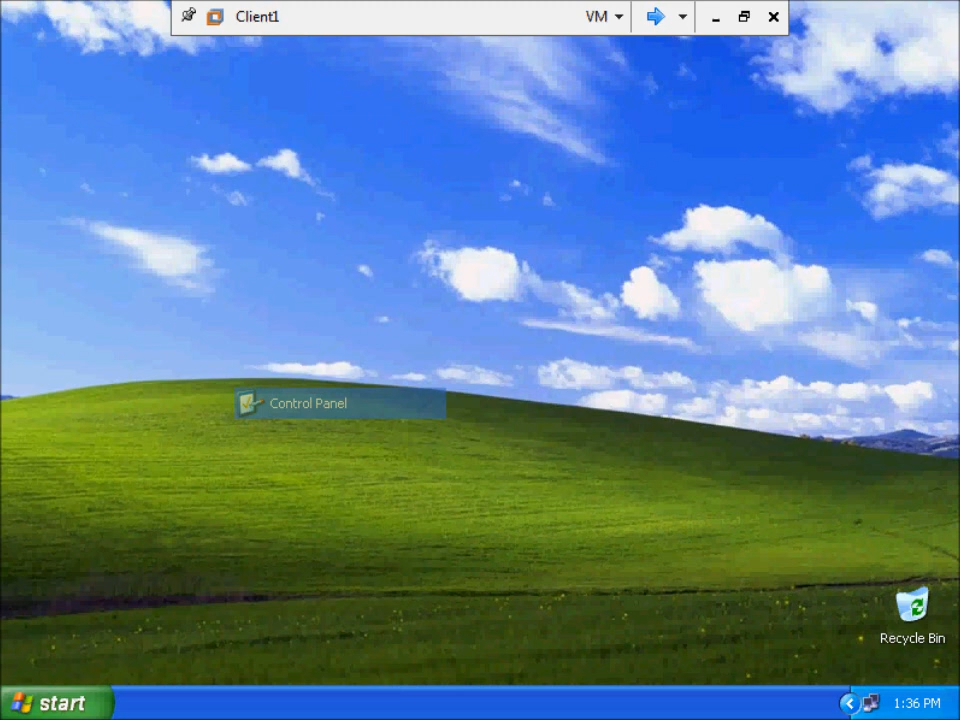 Client1
VM
Control Panel
Recycle Bin
start
1:36 PM